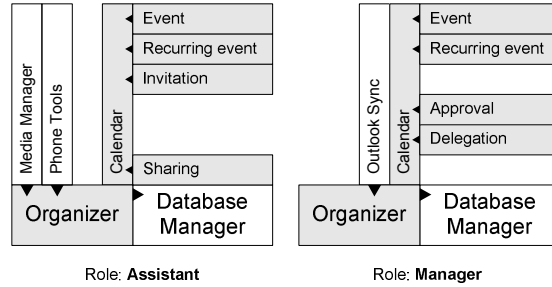 Media Manager
Phone Tools
Calendar
Event
Recurring event
Invitation
Sharing
Organizer
Database
Manager
Role: Assistant
Outlook Sync
Calendar
Event
Recurring event
Approval
Delegation
Organizer
Database
Manager
Role: Manager